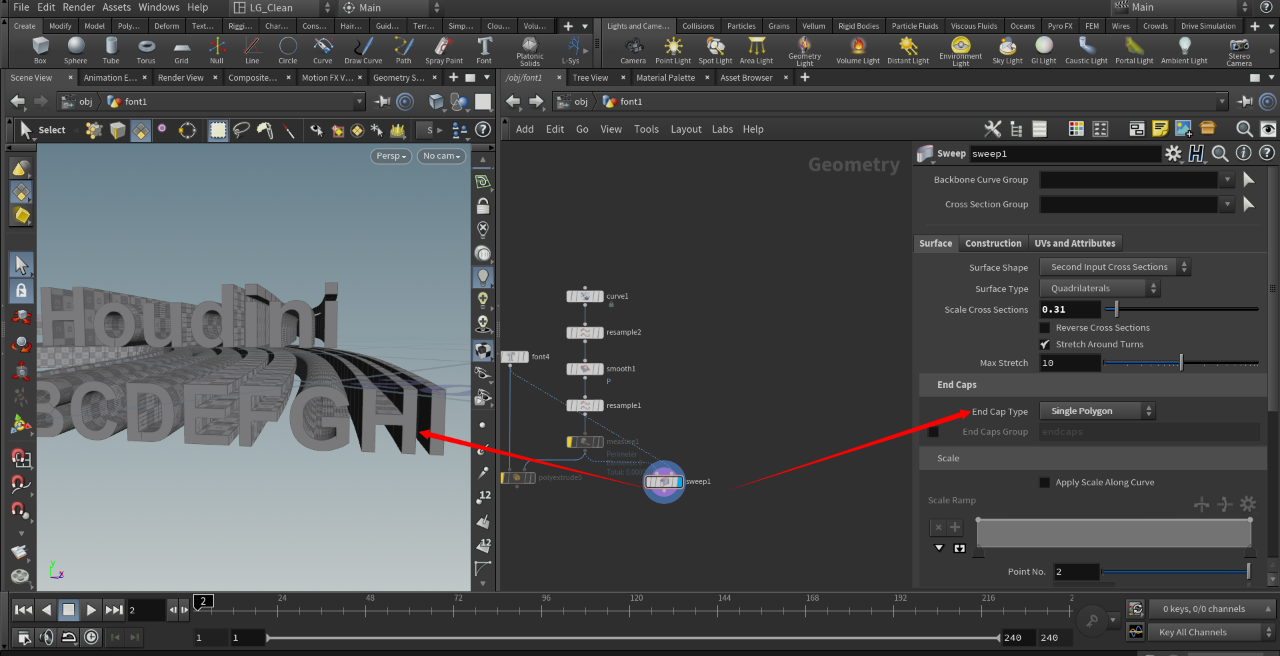 File Edit Render Assets Windows Help LG_Clean Main Main
Create Modify Model Poly... Deform Text... Riggi... Char... Cons... Hair... Guid... Terr... Simp... Clou... Volu...
Lights and Came... Collisions Particles Grains Vellum Rigid Bodies Particle Fluids Viscous Fluids Oceans Pyro FX FEM Wires Crowds Drive Simulation
Box Sphere Tube Torus Grid Null Line Circle Curve Draw Curve Path Spray Paint Font Platonic Solids L-Sys
Camera Point Light Spot Light Area Light Geometry Light Volume Light Distant Light Environment Light Sky Light GI Light Caustic Light Portal Light Ambient Light Stereo Camera
Scene View Animation E... Render View Composite... Motion FX V... Geometry S...
/obj/font1 Tree View Material Palette Asset Browser
obj font1
obj font1
Select S
Add Edit Go View Tools Layout Labs Help
Persp No cam
Geometry
Houdini
BCDEFGHI
12
12
curve1
resample2
font4
smooth1
P
resample1
measure1
Perimeter
polyextrude1
sweep1
Sweep sweep1
Backbone Curve Group
Cross Section Group
Surface Construction UVs and Attributes
Surface Shape Second Input Cross Sections
Surface Type Quadrilaterals
Scale Cross Sections 0.31
Reverse Cross Sections
Stretch Around Turns
Max Stretch 10
End Caps
End Cap Type Single Polygon
End Caps Group endcaps
Scale
Apply Scale Along Curve
Scale Ramp
Point No. 2
y x
2 2 24 48 72 96 120 144 168 192 216 2
0 keys, 0/0 channels
1 1 240 240
Key All Channels